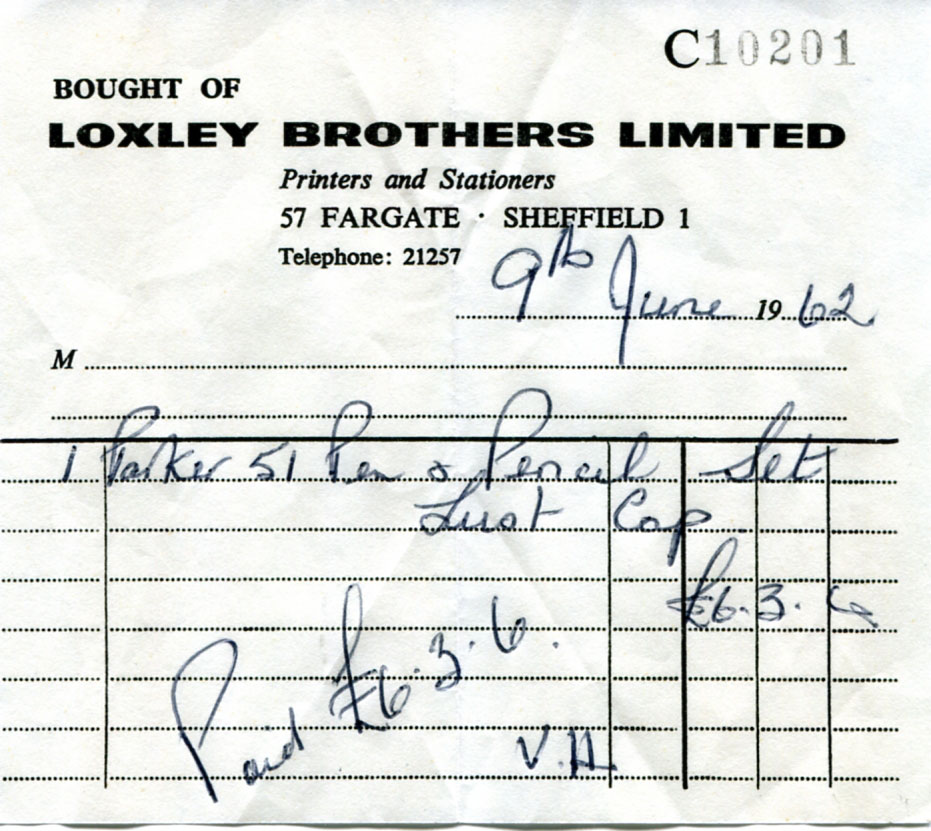 C10201
BOUGHT OF
LOXLEY BROTHERS LIMITED
Printers and Stationers
57 FARGATE · SHEFFIELD 1
Telephone: 21257
9th June 1962
M
1 Parker 51 Pen & Pencil Set
Lust Cap
£6.3.6
Paid £6.3.6.
V.H.